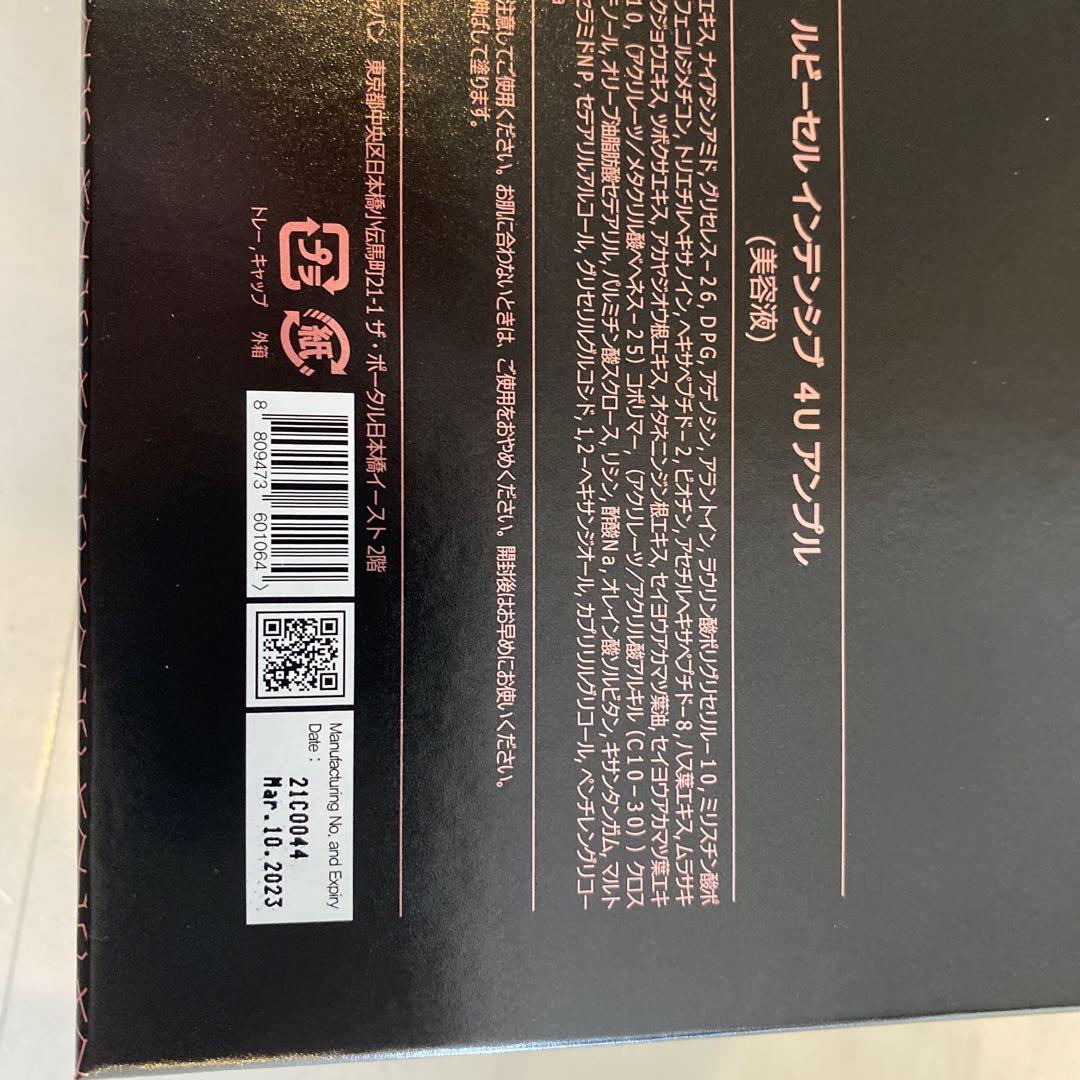 ルビーセル インテンシブ 4U アンプル
(美容液)
エキス, ナイアシンアミド, グリセレス-26, DPG, アデノシン, アラントイン, ラウリン酸ポリグリセリル-10, ミリスチン酸ポ
フェニルジメチコン, トリエチルヘキサノイン, ヘキサペプチド-2, ビオチン, アセチルヘキサペプチド-8, ハス葉エキス, ムラサキ
クジョウエキス, ツボクサエキス, アカヤジオウ根エキス, オタネニンジン根エキス, セイヨウアカマツ葉油, セイヨウアカマツ葉エキ
10, (アクリレーツ/メタクリル酸ベヘネス-25) コポリマー, (アクリレーツ/アクリル酸アルキル (C10-30)) クロス
キノール, オリーブ油脂肪酸セテアリル, パルミチン酸スクロース, リシン, 酢酸Na, オレイン酸ソルビタン, キサンタンガム, マルト
セラミドNP, セテアリルアルコール, グリセリルグルコシド, 1,2-ヘキサンジオール, カプリリルグリコール, ペンチレングリコー
注意してご使用ください。お肌に合わないときは、ご使用をおやめください。開封後はお早めにお使いください。
伸ばして塗ります。
ャパン 東京都中央区日本橋小伝馬町21-1 ザ・ポータル日本橋イースト 2階
プラ 紙
トレー, キャップ 外箱
8 809473 601064 >
Manufacturing No. and Expiry
Date :
21C0044
Mar.10.2023